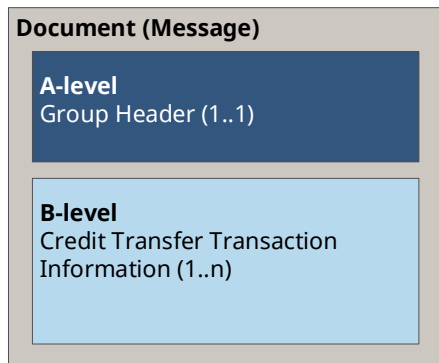 Document (Message)
A-level
Group Header (1..1)
B-level
Credit Transfer Transaction
Information (1..n)